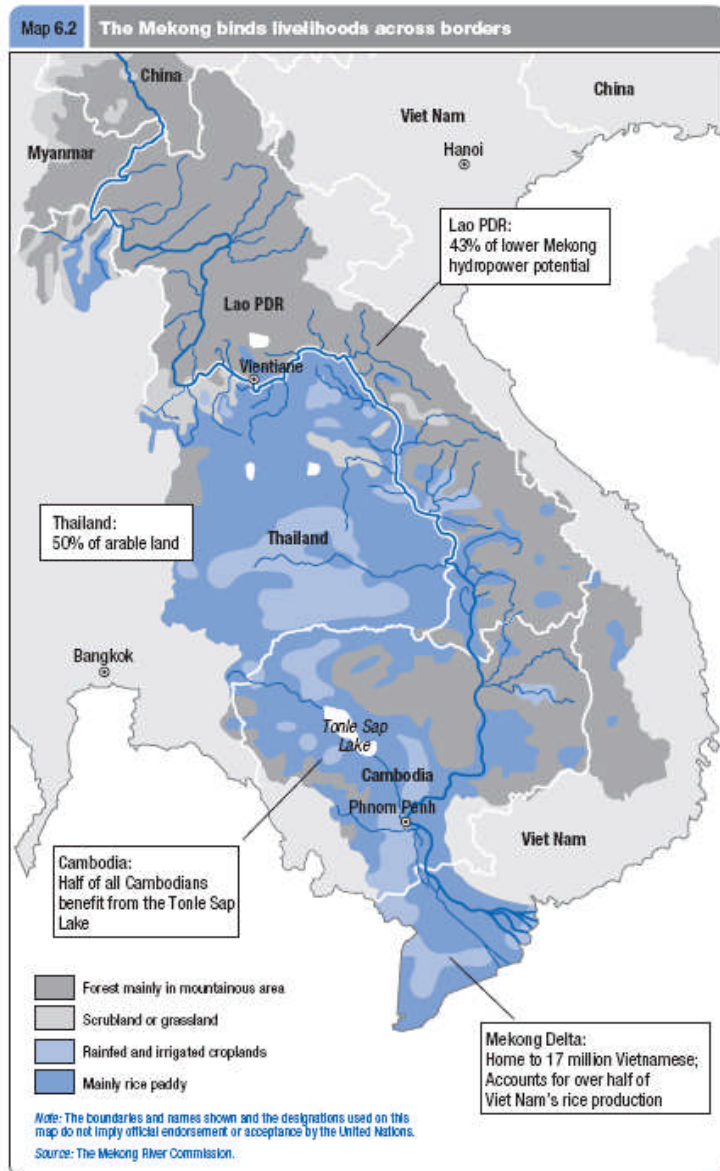 Map 6.2
The Mekong binds livelihoods across borders
China
China
Viet Nam
Myanmar
Hanoi
Lao PDR:
43% of lower Mekong
hydropower potential
Lao PDR
Vientiane
Thailand:
50% of arable land
Thailand
Bangkok
Tonle Sap
Lake
Cambodia
Phnom Penh
Viet Nam
Cambodia:
Half of all Cambodians
benefit from the Tonle Sap
Lake
Forest mainly in mountainous area
Scrubland or grassland
Rainfed and irrigated croplands
Mainly rice paddy
Mekong Delta:
Home to 17 million Vietnamese;
Accounts for over half of
Viet Nam's rice production
Note: The boundaries and names shown and the designations used on this
map do not imply official endorsement or acceptance by the United Nations.
Source: The Mekong River Commission.